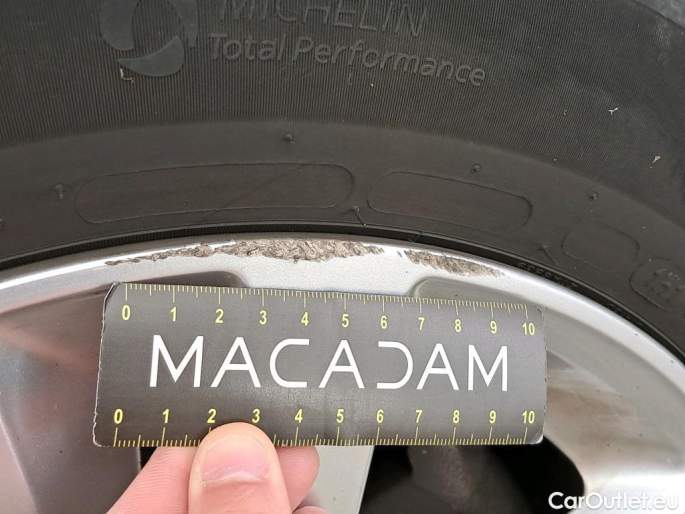 MICHELIN
Total Performance
0 1 2 3 4 5 6 7 8 9 10
MACADAM
0 1 2 3 4 5 6 7 8 9 10
CarOutlet.eu